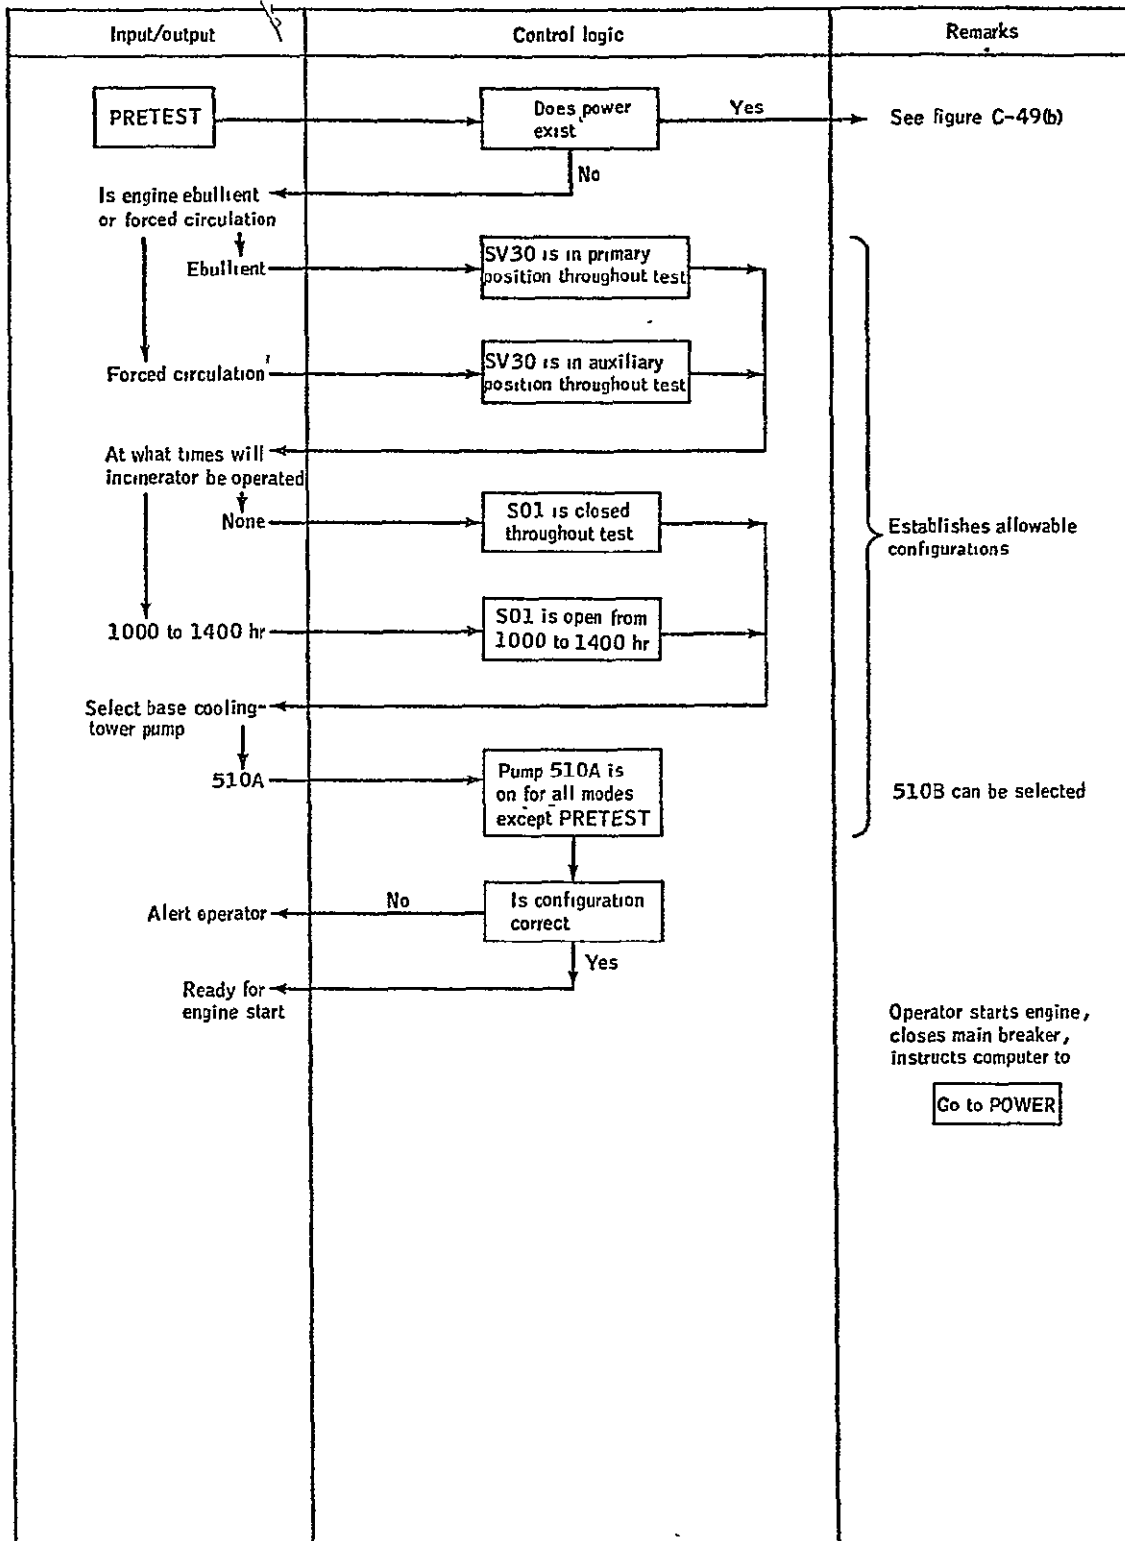 Input/output
Control logic
Remarks
PRETEST
Does power
exist
Yes
See figure C-49(b)
No
Is engine ebullient
or forced circulation
Ebullient
SV30 is in primary
position throughout test
Forced circulation
SV30 is in auxiliary
position throughout test
At what times will
incinerator be operated
None
S01 is closed
throughout test
Establishes allowable
configurations
1000 to 1400 hr
S01 is open from
1000 to 1400 hr
Select base cooling-
tower pump
510A
Pump 510A is
on for all modes
except PRETEST
510B can be selected
Is configuration
correct
No
Alert operator
Yes
Ready for
engine start
Operator starts engine,
closes main breaker,
instructs computer to
Go to POWER